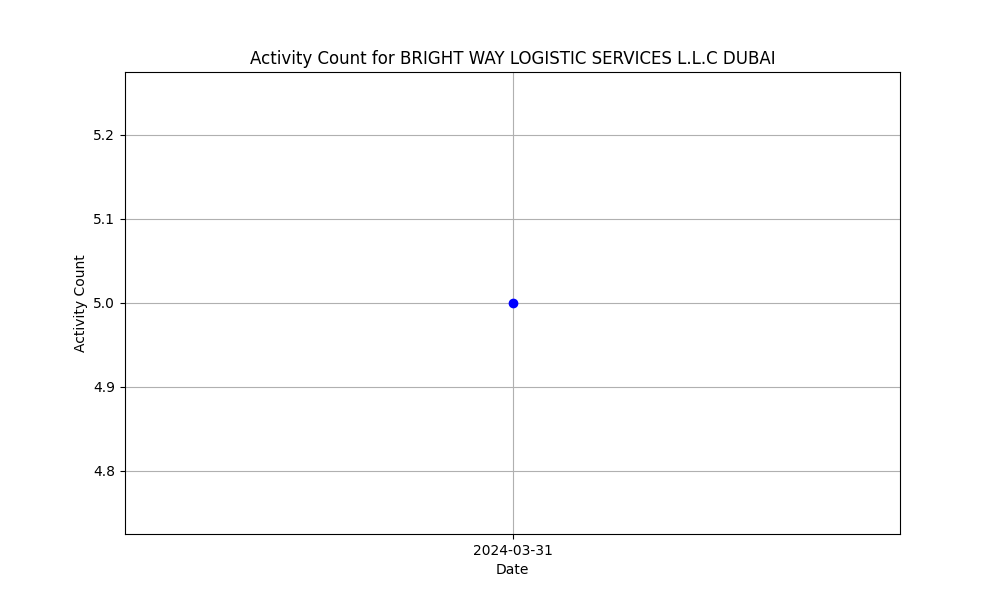 Activity Count for BRIGHT WAY LOGISTIC SERVICES L.L.C DUBAI
5.2
5.1
5.0
4.9
4.8
Activity Count
2024-03-31
Date